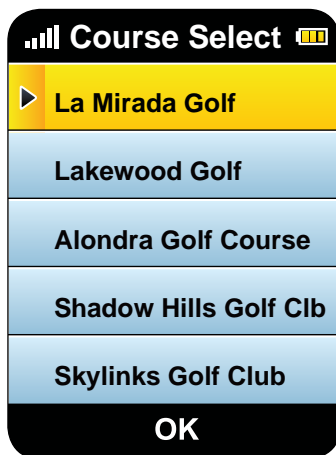 Course Select
La Mirada Golf
Lakewood Golf
Alondra Golf Course
Shadow Hills Golf Clb
Skylinks Golf Club
OK